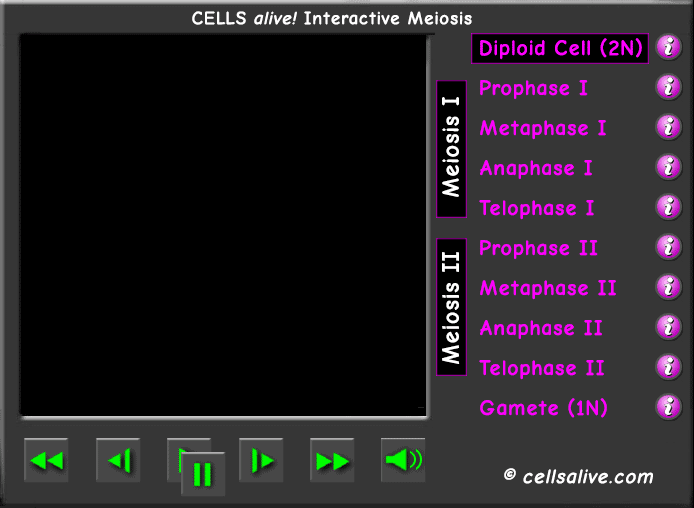 CELLS alive! Interactive Meiosis
Diploid Cell (2N) i
Meiosis I
Prophase I i
Metaphase I i
Anaphase I i
Telophase I i
Meiosis II
Prophase II i
Metaphase II i
Anaphase II i
Telophase II i
Gamete (1N) i
© cellsalive.com